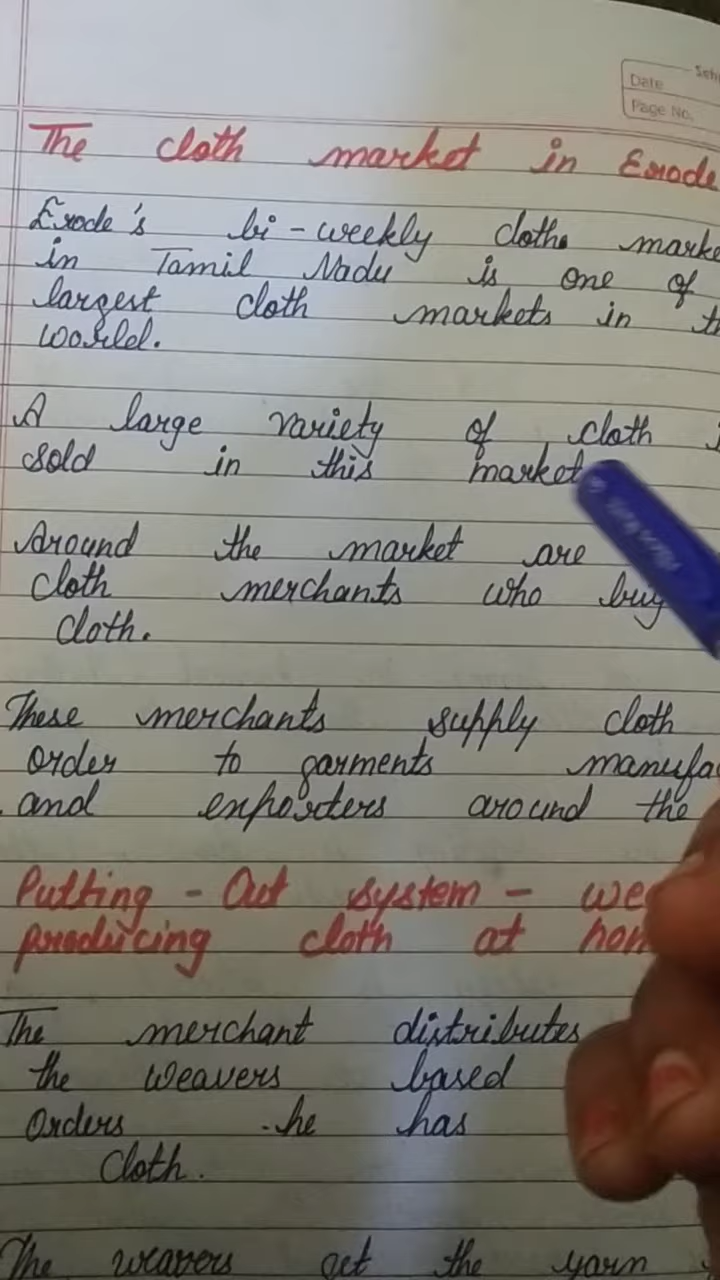 Date
Page No.
The cloth market in Erode
Erode's bi-weekly cloth marke
in Tamil Nadu is one of
largest cloth markets in th
world.
A large variety of cloth i
sold in this market
Around the market are
cloth merchants who buy
cloth.
These merchants supply cloth
order to garments manufa
and exporters around the
Putting - Out system - wea
producing cloth at hom
The merchant distributes
the weavers based
orders he has
cloth.
The weavers get the yarn